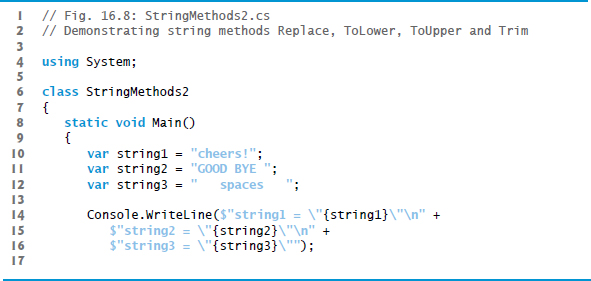 1 // Fig. 16.8: StringMethods2.cs
2 // Demonstrating string methods Replace, ToLower, ToUpper and Trim
3
4 using System;
5
6 class StringMethods2
7 {
8 static void Main()
9 {
10 var string1 = "cheers!";
11 var string2 = "GOOD BYE ";
12 var string3 = "   spaces   ";
13
14 Console.WriteLine($"string1 = \"{string1}\"\n" +
15 $"string2 = \"{string2}\"\n" +
16 $"string3 = \"{string3}\"");
17